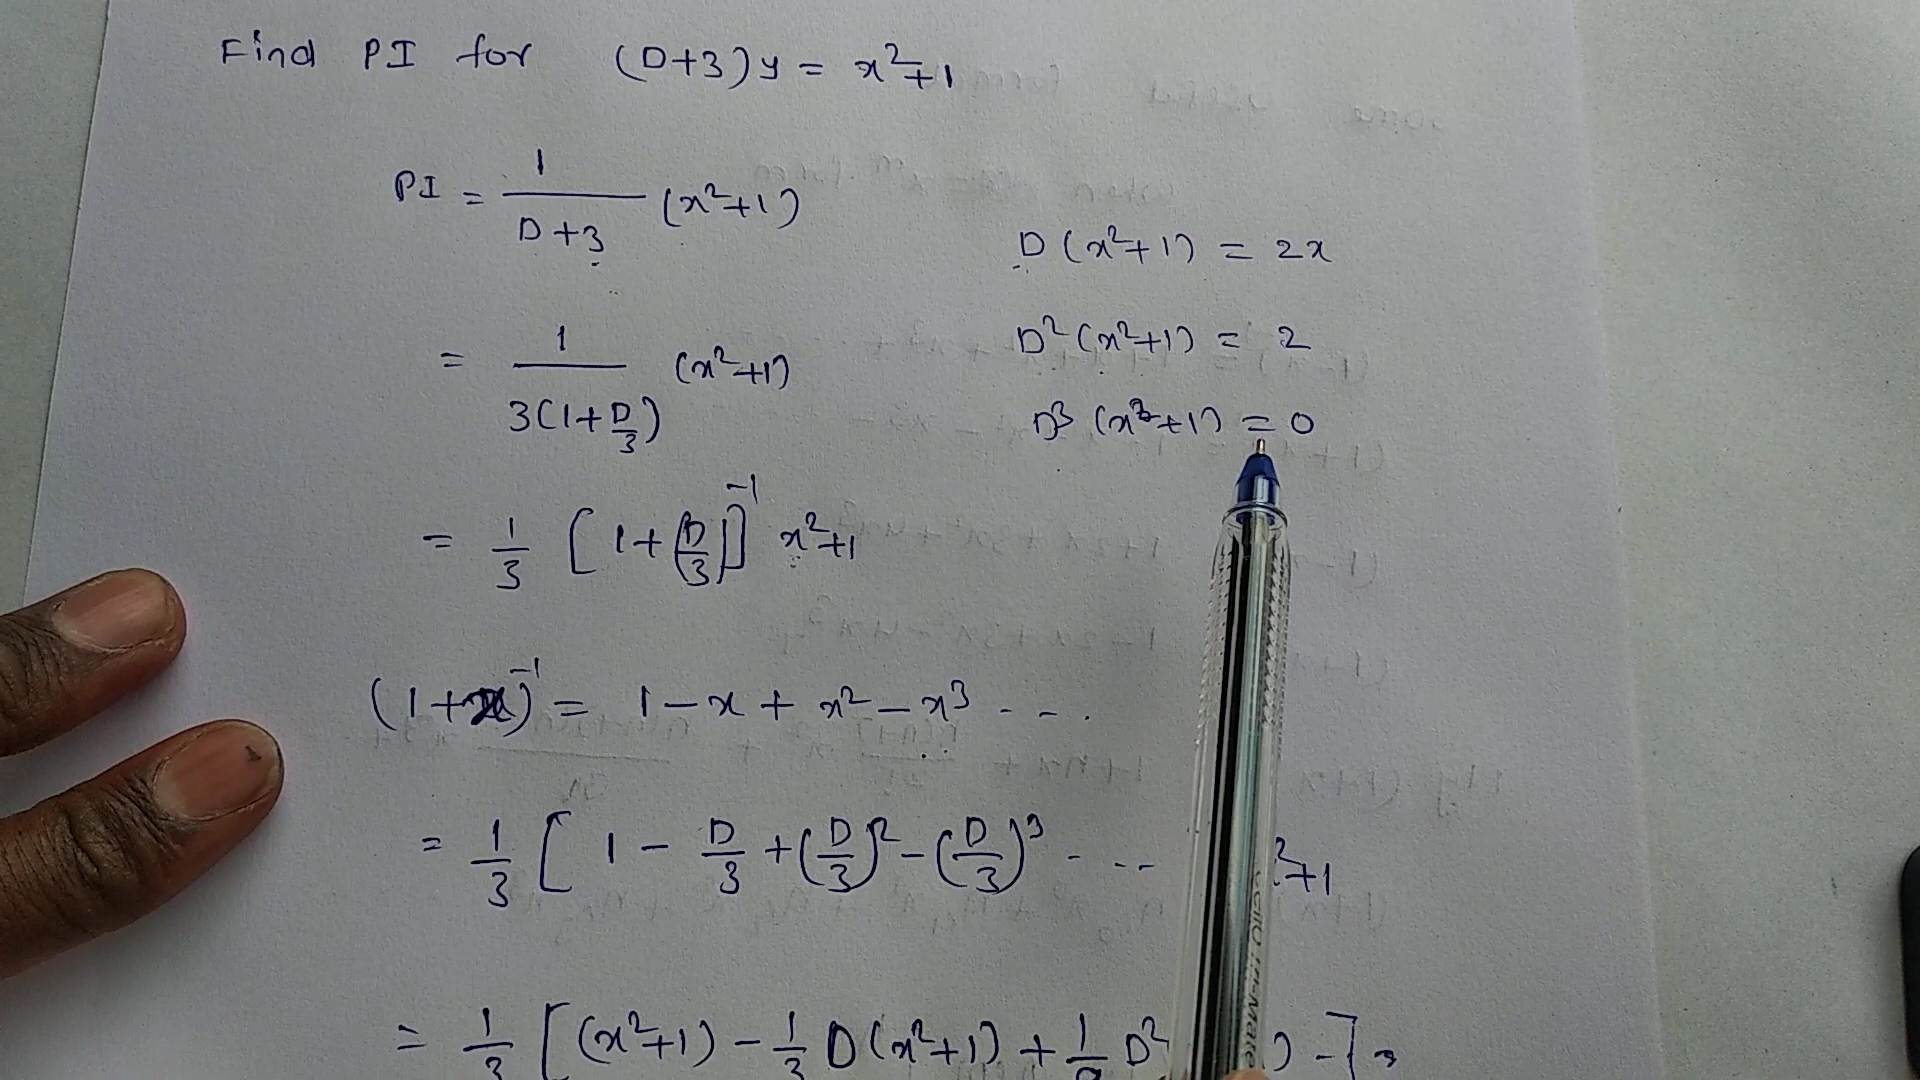 Find PI for (D+3)y = x²+1
PI = 1/(D+3) (x²+1)
D(x²+1) = 2x
= 1/(3(1+D/3)) (x²+1)
D²(x²+1) = 2
D³(x²+1) = 0
= 1/3 [1+(D/3)]⁻¹ x²+1
(1+x)⁻¹ = 1-x+x²-x³ ----.
= 1/3 [1 - D/3 + (D/3)² - (D/3)³ - --- ²+1
= 1/3 [(x²+1) - 1/3 D(x²+1) + 1/9 D² ) -]
cello